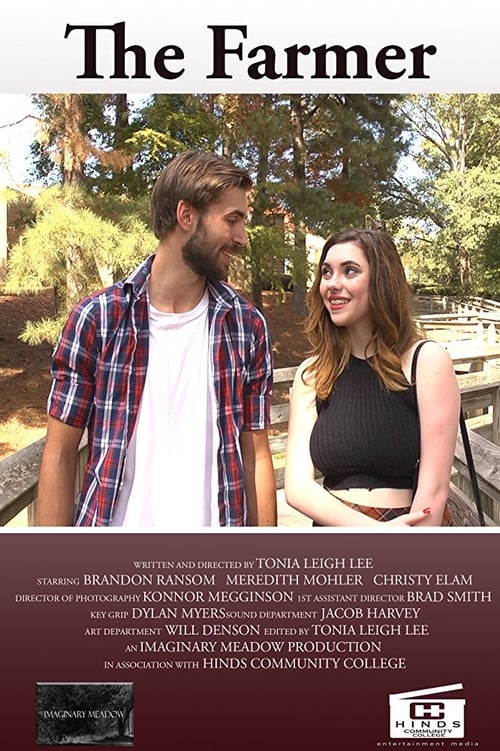 The Farmer
WRITTEN AND DIRECTED BY TONIA LEIGH LEE
STARRING BRANDON RANSOM MEREDITH MOHLER CHRISTY ELAM
DIRECTOR OF PHOTOGRAPHY KONNOR MEGGINSON 1ST ASSISTANT DIRECTOR BRAD SMITH
KEY GRIP DYLAN MYERS SOUND DEPARTMENT JACOB HARVEY
ART DEPARTMENT WILL DENSON EDITED BY TONIA LEIGH LEE
AN IMAGINARY MEADOW PRODUCTION
IN ASSOCIATION WITH HINDS COMMUNITY COLLEGE
IMAGINARY MEADOW
HINDS
COMMUNITY
COLLEGE
entertainment media